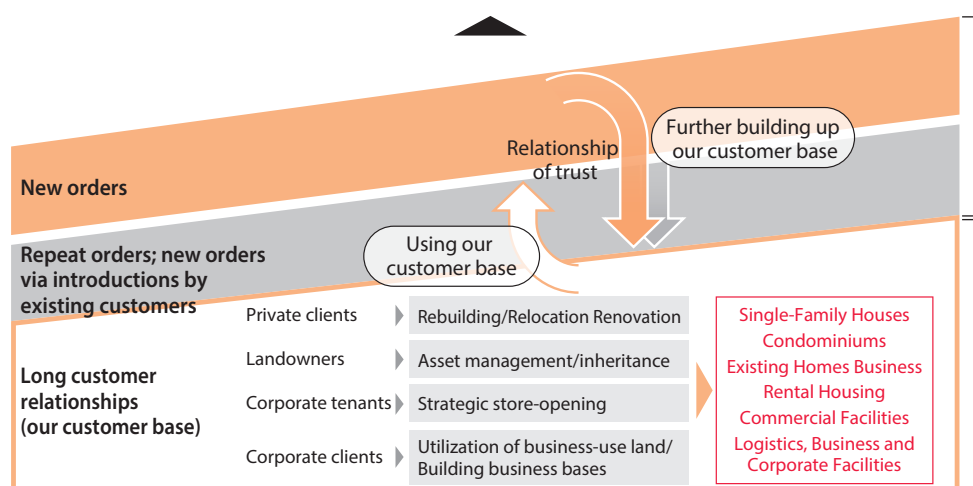 New orders
Relationship
of trust
Further building up
our customer base
Repeat orders; new orders
via introductions by
existing customers
Using our
customer base
Long customer
relationships
(our customer base)
Private clients
Rebuilding/Relocation Renovation
Landowners
Asset management/inheritance
Corporate tenants
Strategic store-opening
Corporate clients
Utilization of business-use land/
Building business bases
Single-Family Houses
Condominiums
Existing Homes Business
Rental Housing
Commercial Facilities
Logistics, Business and
Corporate Facilities